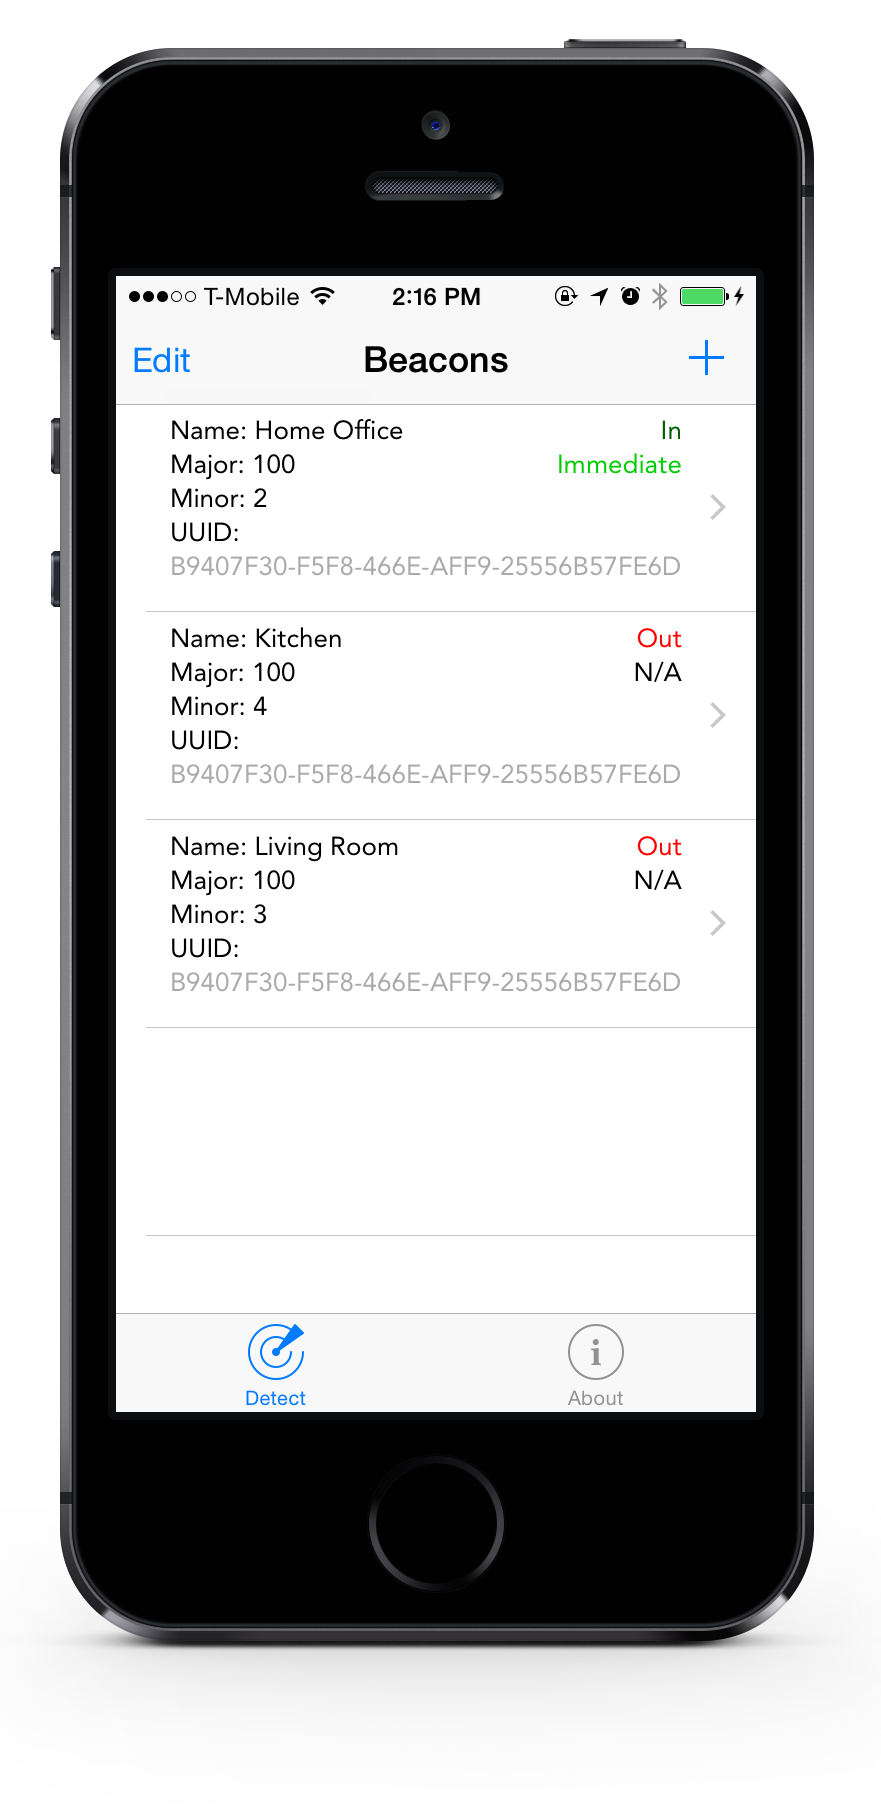 T-Mobile 2:16 PM
Edit Beacons
Name: Home Office In
Major: 100 Immediate
Minor: 2
UUID:
B9407F30-F5F8-466E-AFF9-25556B57FE6D
Name: Kitchen Out
Major: 100 N/A
Minor: 4
UUID:
B9407F30-F5F8-466E-AFF9-25556B57FE6D
Name: Living Room Out
Major: 100 N/A
Minor: 3
UUID:
B9407F30-F5F8-466E-AFF9-25556B57FE6D
Detect About